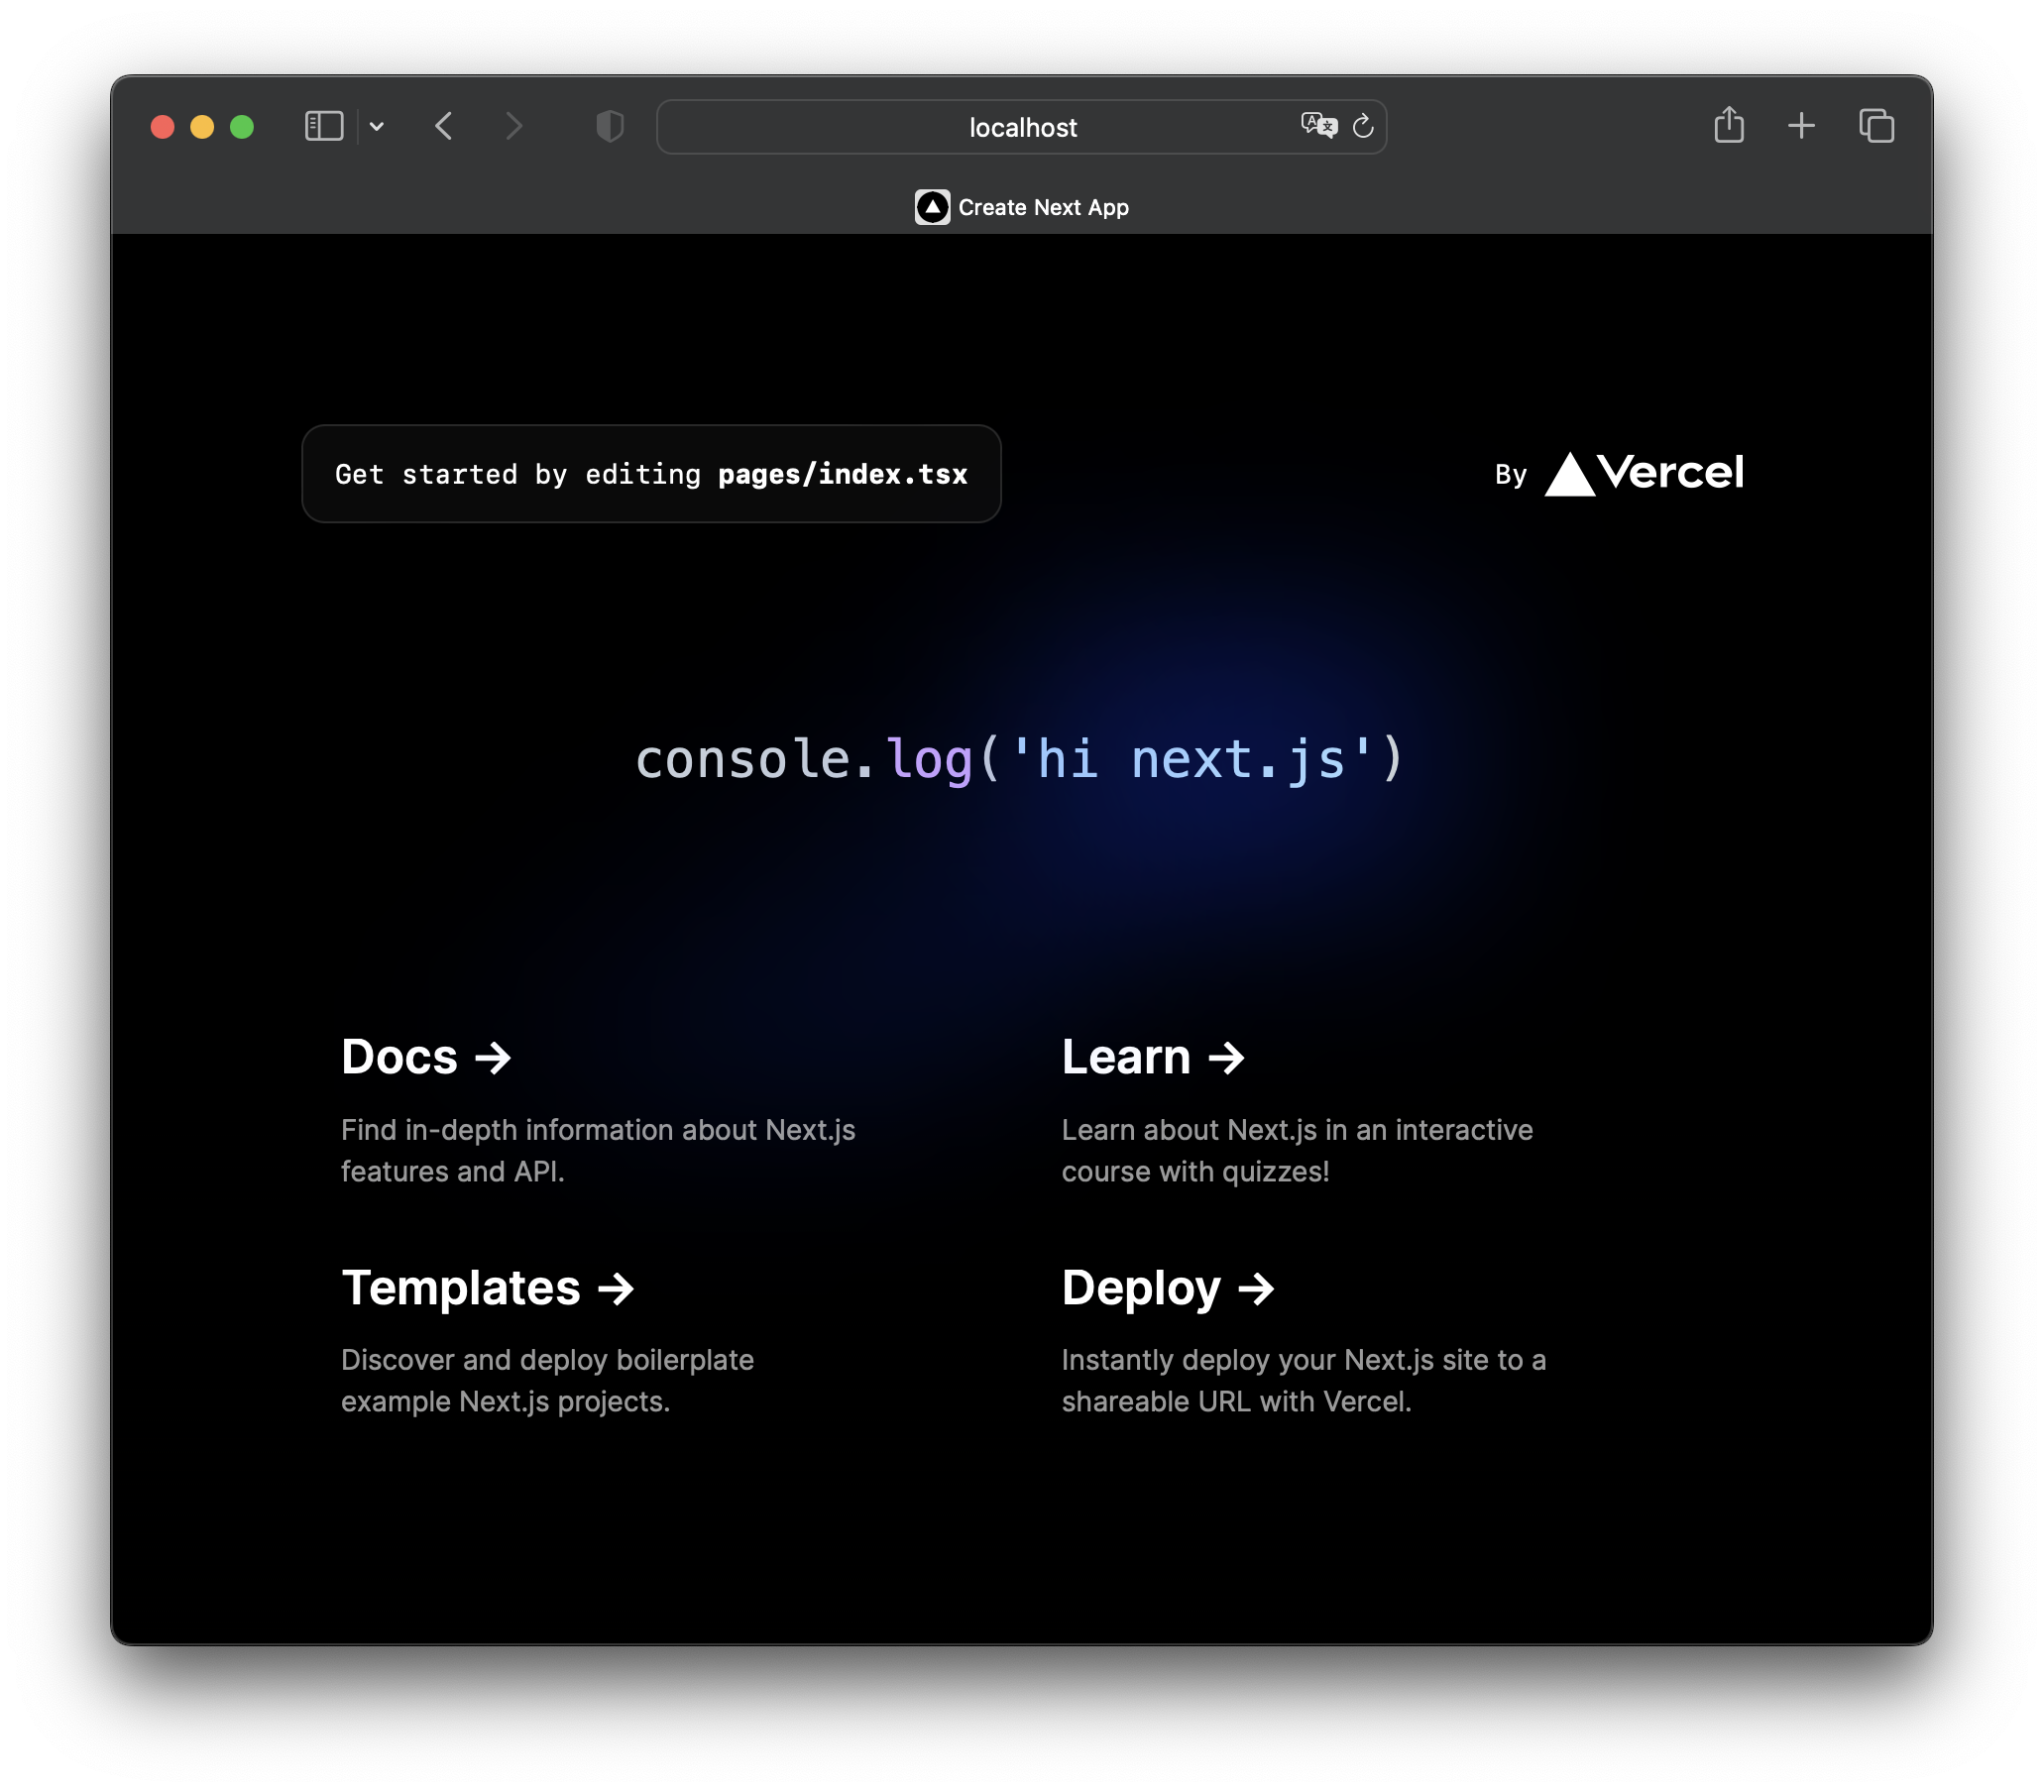 localhost
Create Next App
Get started by editing pages/index.tsx
By Vercel
console.log('hi next.js')
Docs →
Find in-depth information about Next.js
features and API.
Learn →
Learn about Next.js in an interactive
course with quizzes!
Templates →
Discover and deploy boilerplate
example Next.js projects.
Deploy →
Instantly deploy your Next.js site to a
shareable URL with Vercel.